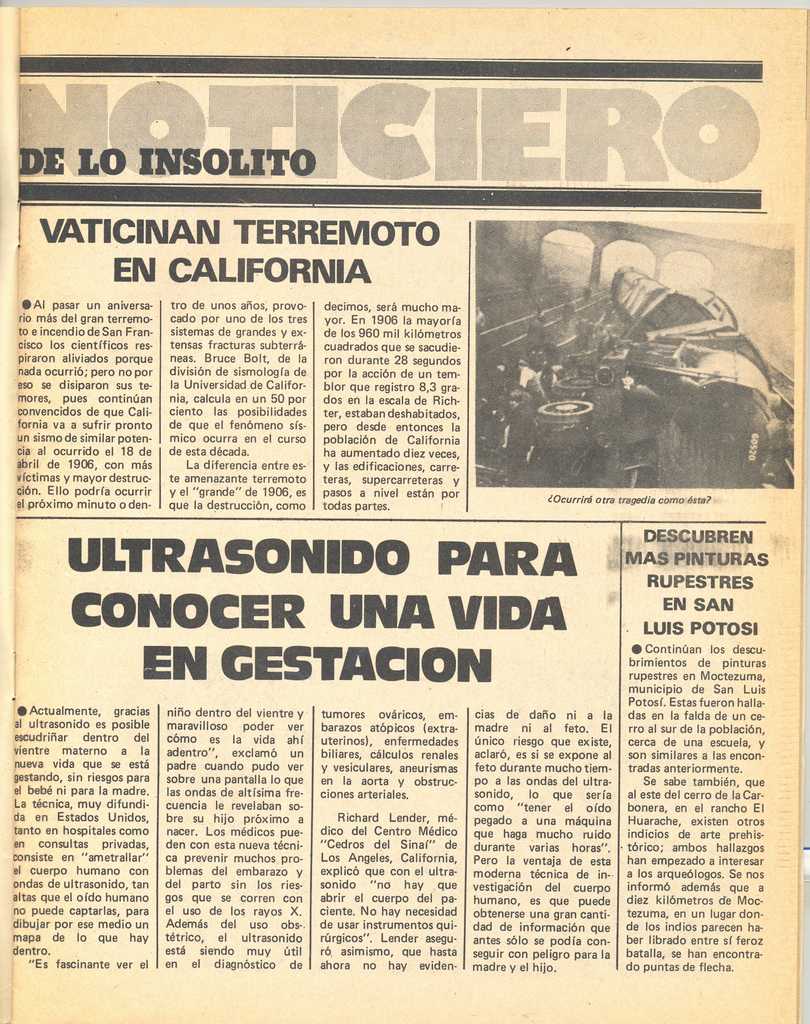 NOTICIERO
DE LO INSOLITO
VATICINAN TERREMOTO
EN CALIFORNIA
●Al pasar un aniversa-
rio más del gran terremo-
to e incendio de San Fran-
cisco los científicos res-
piraron aliviados porque
nada ocurrió; pero no por
eso se disiparon sus te-
mores, pues continúan
convencidos de que Cali-
fornia va a sufrir pronto
un sismo de similar poten-
cia al ocurrido el 18 de
abril de 1906, con más
víctimas y mayor destruc-
ción. Ello podría ocurrir
el próximo minuto o den-
tro de unos años, provo-
cado por uno de los tres
sistemas de grandes y ex-
tensas fracturas subterrá-
neas. Bruce Bolt, de la
división de sismología de
la Universidad de Califor-
nia, calcula en un 50 por
ciento las posibilidades
de que el fenómeno sís-
mico ocurra en el curso
de esta década.
La diferencia entre es-
te amenazante terremoto
y el "grande" de 1906, es
que la destrucción, como
decimos, será mucho ma-
yor. En 1906 la mayoría
de los 960 mil kilómetros
cuadrados que se sacudie-
ron durante 28 segundos
por la acción de un tem-
blor que registro 8,3 gra-
dos en la escala de Rich-
ter, estaban deshabitados,
pero desde entonces la
población de California
ha aumentado diez veces,
y las edificaciones, carre-
teras, supercarreteras y
pasos a nivel están por
todas partes.
60520
¿Ocurrirá otra tragedia como ésta?
ULTRASONIDO PARA
CONOCER UNA VIDA
EN GESTACION
●Actualmente, gracias
al ultrasonido es posible
escudriñar dentro del
vientre materno a la
nueva vida que se está
gestando, sin riesgos para
el bebé ni para la madre.
La técnica, muy difundi-
da en Estados Unidos,
tanto en hospitales como
en consultas privadas,
consiste en "ametrallar"
el cuerpo humano con
ondas de ultrasonido, tan
altas que el oído humano
no puede captarlas, para
dibujar por ese medio un
mapa de lo que hay
dentro.
"Es fascinante ver el
niño dentro del vientre y
maravilloso poder ver
cómo es la vida ahí
adentro", exclamó un
padre cuando pudo ver
sobre una pantalla lo que
las ondas de altísima fre-
cuencia le revelaban so-
bre su hijo próximo a
nacer. Los médicos pue-
den con esta nueva técni-
ca prevenir muchos pro-
blemas del embarazo y
del parto sin los ries-
gos que se corren con
el uso de los rayos X.
Además del uso obs-
tétrico, el ultrasonido
está siendo muy útil
en el diagnóstico de
tumores ováricos, em-
barazos atópicos (extra-
uterinos), enfermedades
biliares, cálculos renales
y vesiculares, aneurismas
en la aorta y obstruc-
ciones arteriales.
Richard Lender, mé-
dico del Centro Médico
"Cedros del Sinaí" de
Los Angeles, California,
explicó que con el ultra-
sonido "no hay que
abrir el cuerpo del pa-
ciente. No hay necesidad
de usar instrumentos qui-
rúrgicos". Lender asegu-
ró, asimismo, que hasta
ahora no hay eviden-
cias de daño ni a la
madre ni al feto. El
único riesgo que existe,
aclaró, es si se expone al
feto durante mucho tiem-
po a las ondas del ultra-
sonido, lo que sería
como "tener el oído
pegado a una máquina
que haga mucho ruido
durante varias horas".
Pero la ventaja de esta
moderna técnica de in-
vestigación del cuerpo
humano, es que puede
obtenerse una gran canti-
dad de información que
antes sólo se podía con-
seguir con peligro para la
madre y el hijo.
DESCUBREN
MAS PINTURAS
RUPESTRES
EN SAN
LUIS POTOSI
●Continúan los descu-
brimientos de pinturas
rupestres en Moctezuma,
municipio de San Luis
Potosí. Estas fueron halla-
das en la falda de un ce-
rro al sur de la población,
cerca de una escuela, y
son similares a las encon-
tradas anteriormente.
Se sabe también, que
al este del cerro de la Car-
bonera, en el rancho El
Huarache, existen otros
indicios de arte prehis-
tórico; ambos hallazgos
han empezado a interesar
a los arqueólogos. Se nos
informó además que a
diez kilómetros de Moc-
tezuma, en un lugar don-
de los indios parecen ha-
ber librado entre sí feroz
batalla, se han encontra-
do puntas de flecha.